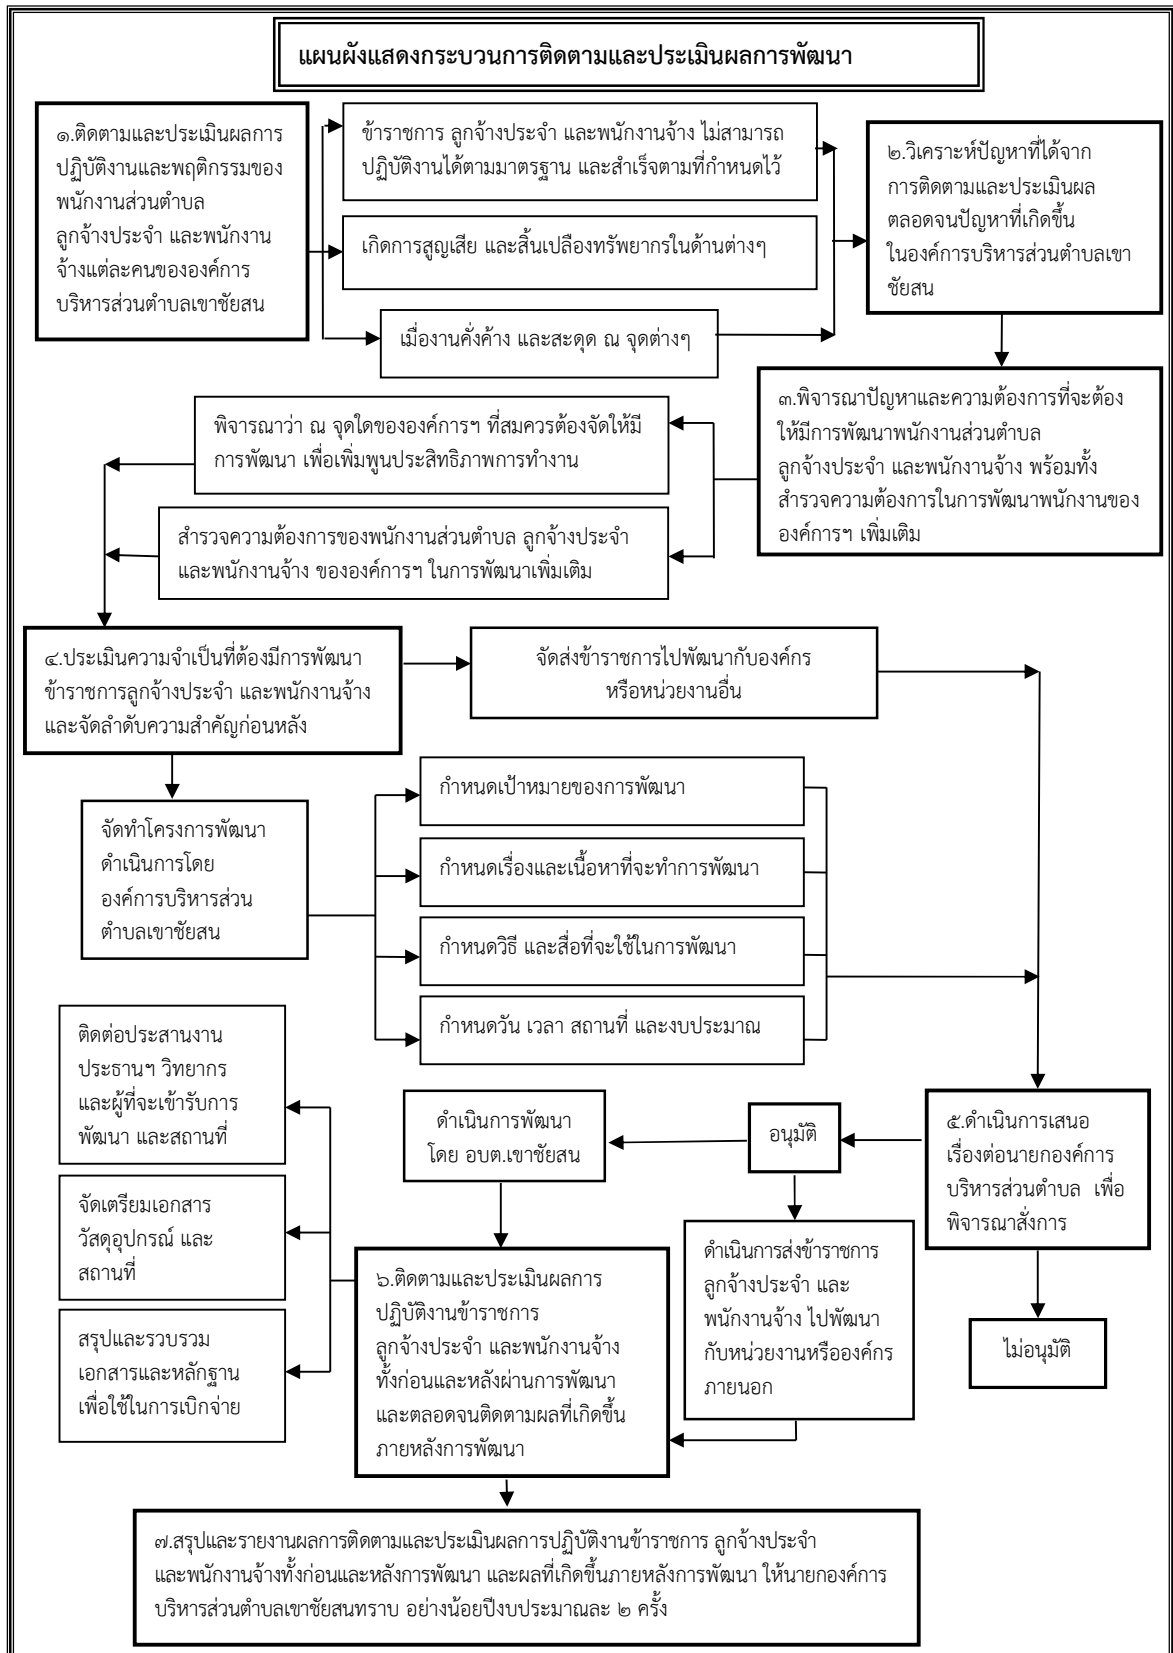 แผนผังแสดงกระบวนการติดตามและประเมินผลการพัฒนา
๑.ติดตามและประเมินผลการ
ปฏิบัติงานและพฤติกรรมของ
พนักงานส่วนตำบล
ลูกจ้างประจำ และพนักงาน
จ้างแต่ละคนขององค์การ
บริหารส่วนตำบลเขาชัยสน
ข้าราชการ ลูกจ้างประจำ และพนักงานจ้าง ไม่สามารถ
ปฏิบัติงานได้ตามมาตรฐาน และสำเร็จตามที่กำหนดไว้
เกิดการสูญเสีย และสิ้นเปลืองทรัพยากรในด้านต่างๆ
เมื่องานคั่งค้าง และสะดุด ณ จุดต่างๆ
๒.วิเคราะห์ปัญหาที่ได้จาก
การติดตามและประเมินผล
ตลอดจนปัญหาที่เกิดขึ้น
ในองค์การบริหารส่วนตำบลเขา
ชัยสน
๓.พิจารณาปัญหาและความต้องการที่จะต้อง
ให้มีการพัฒนาพนักงานส่วนตำบล
ลูกจ้างประจำ และพนักงานจ้าง พร้อมทั้ง
สำรวจความต้องการในการพัฒนาพนักงานของ
องค์การฯ เพิ่มเติม
พิจารณาว่า ณ จุดใดขององค์การฯ ที่สมควรต้องจัดให้มี
การพัฒนา เพื่อเพิ่มพูนประสิทธิภาพการทำงาน
สำรวจความต้องการของพนักงานส่วนตำบล ลูกจ้างประจำ
และพนักงานจ้าง ขององค์การฯ ในการพัฒนาเพิ่มเติม
๔.ประเมินความจำเป็นที่ต้องมีการพัฒนา
ข้าราชการลูกจ้างประจำ และพนักงานจ้าง
และจัดลำดับความสำคัญก่อนหลัง
จัดส่งข้าราชการไปพัฒนากับองค์กร
หรือหน่วยงานอื่น
จัดทำโครงการพัฒนา
ดำเนินการโดย
องค์การบริหารส่วน
ตำบลเขาชัยสน
กำหนดเป้าหมายของการพัฒนา
กำหนดเรื่องและเนื้อหาที่จะทำการพัฒนา
กำหนดวิธี และสื่อที่จะใช้ในการพัฒนา
กำหนดวัน เวลา สถานที่ และงบประมาณ
ติดต่อประสานงาน
ประธานฯ วิทยากร
และผู้ที่จะเข้ารับการ
พัฒนา และสถานที่
จัดเตรียมเอกสาร
วัสดุอุปกรณ์ และ
สถานที่
สรุปและรวบรวม
เอกสารและหลักฐาน
เพื่อใช้ในการเบิกจ่าย
ดำเนินการพัฒนา
โดย อบต.เขาชัยสน
อนุมัติ
๕.ดำเนินการเสนอ
เรื่องต่อนายกองค์การ
บริหารส่วนตำบล เพื่อ
พิจารณาสั่งการ
ดำเนินการส่งข้าราชการ
ลูกจ้างประจำ และ
พนักงานจ้าง ไปพัฒนา
กับหน่วยงานหรือองค์กร
ภายนอก
ไม่อนุมัติ
๖.ติดตามและประเมินผลการ
ปฏิบัติงานข้าราชการ
ลูกจ้างประจำ และพนักงานจ้าง
ทั้งก่อนและหลังผ่านการพัฒนา
และตลอดจนติดตามผลที่เกิดขึ้น
ภายหลังการพัฒนา
๗.สรุปและรายงานผลการติดตามและประเมินผลการปฏิบัติงานข้าราชการ ลูกจ้างประจำ
และพนักงานจ้างทั้งก่อนและหลังการพัฒนา และผลที่เกิดขึ้นภายหลังการพัฒนา ให้นายกองค์การ
บริหารส่วนตำบลเขาชัยสนทราบ อย่างน้อยปีงบประมาณละ ๒ ครั้ง